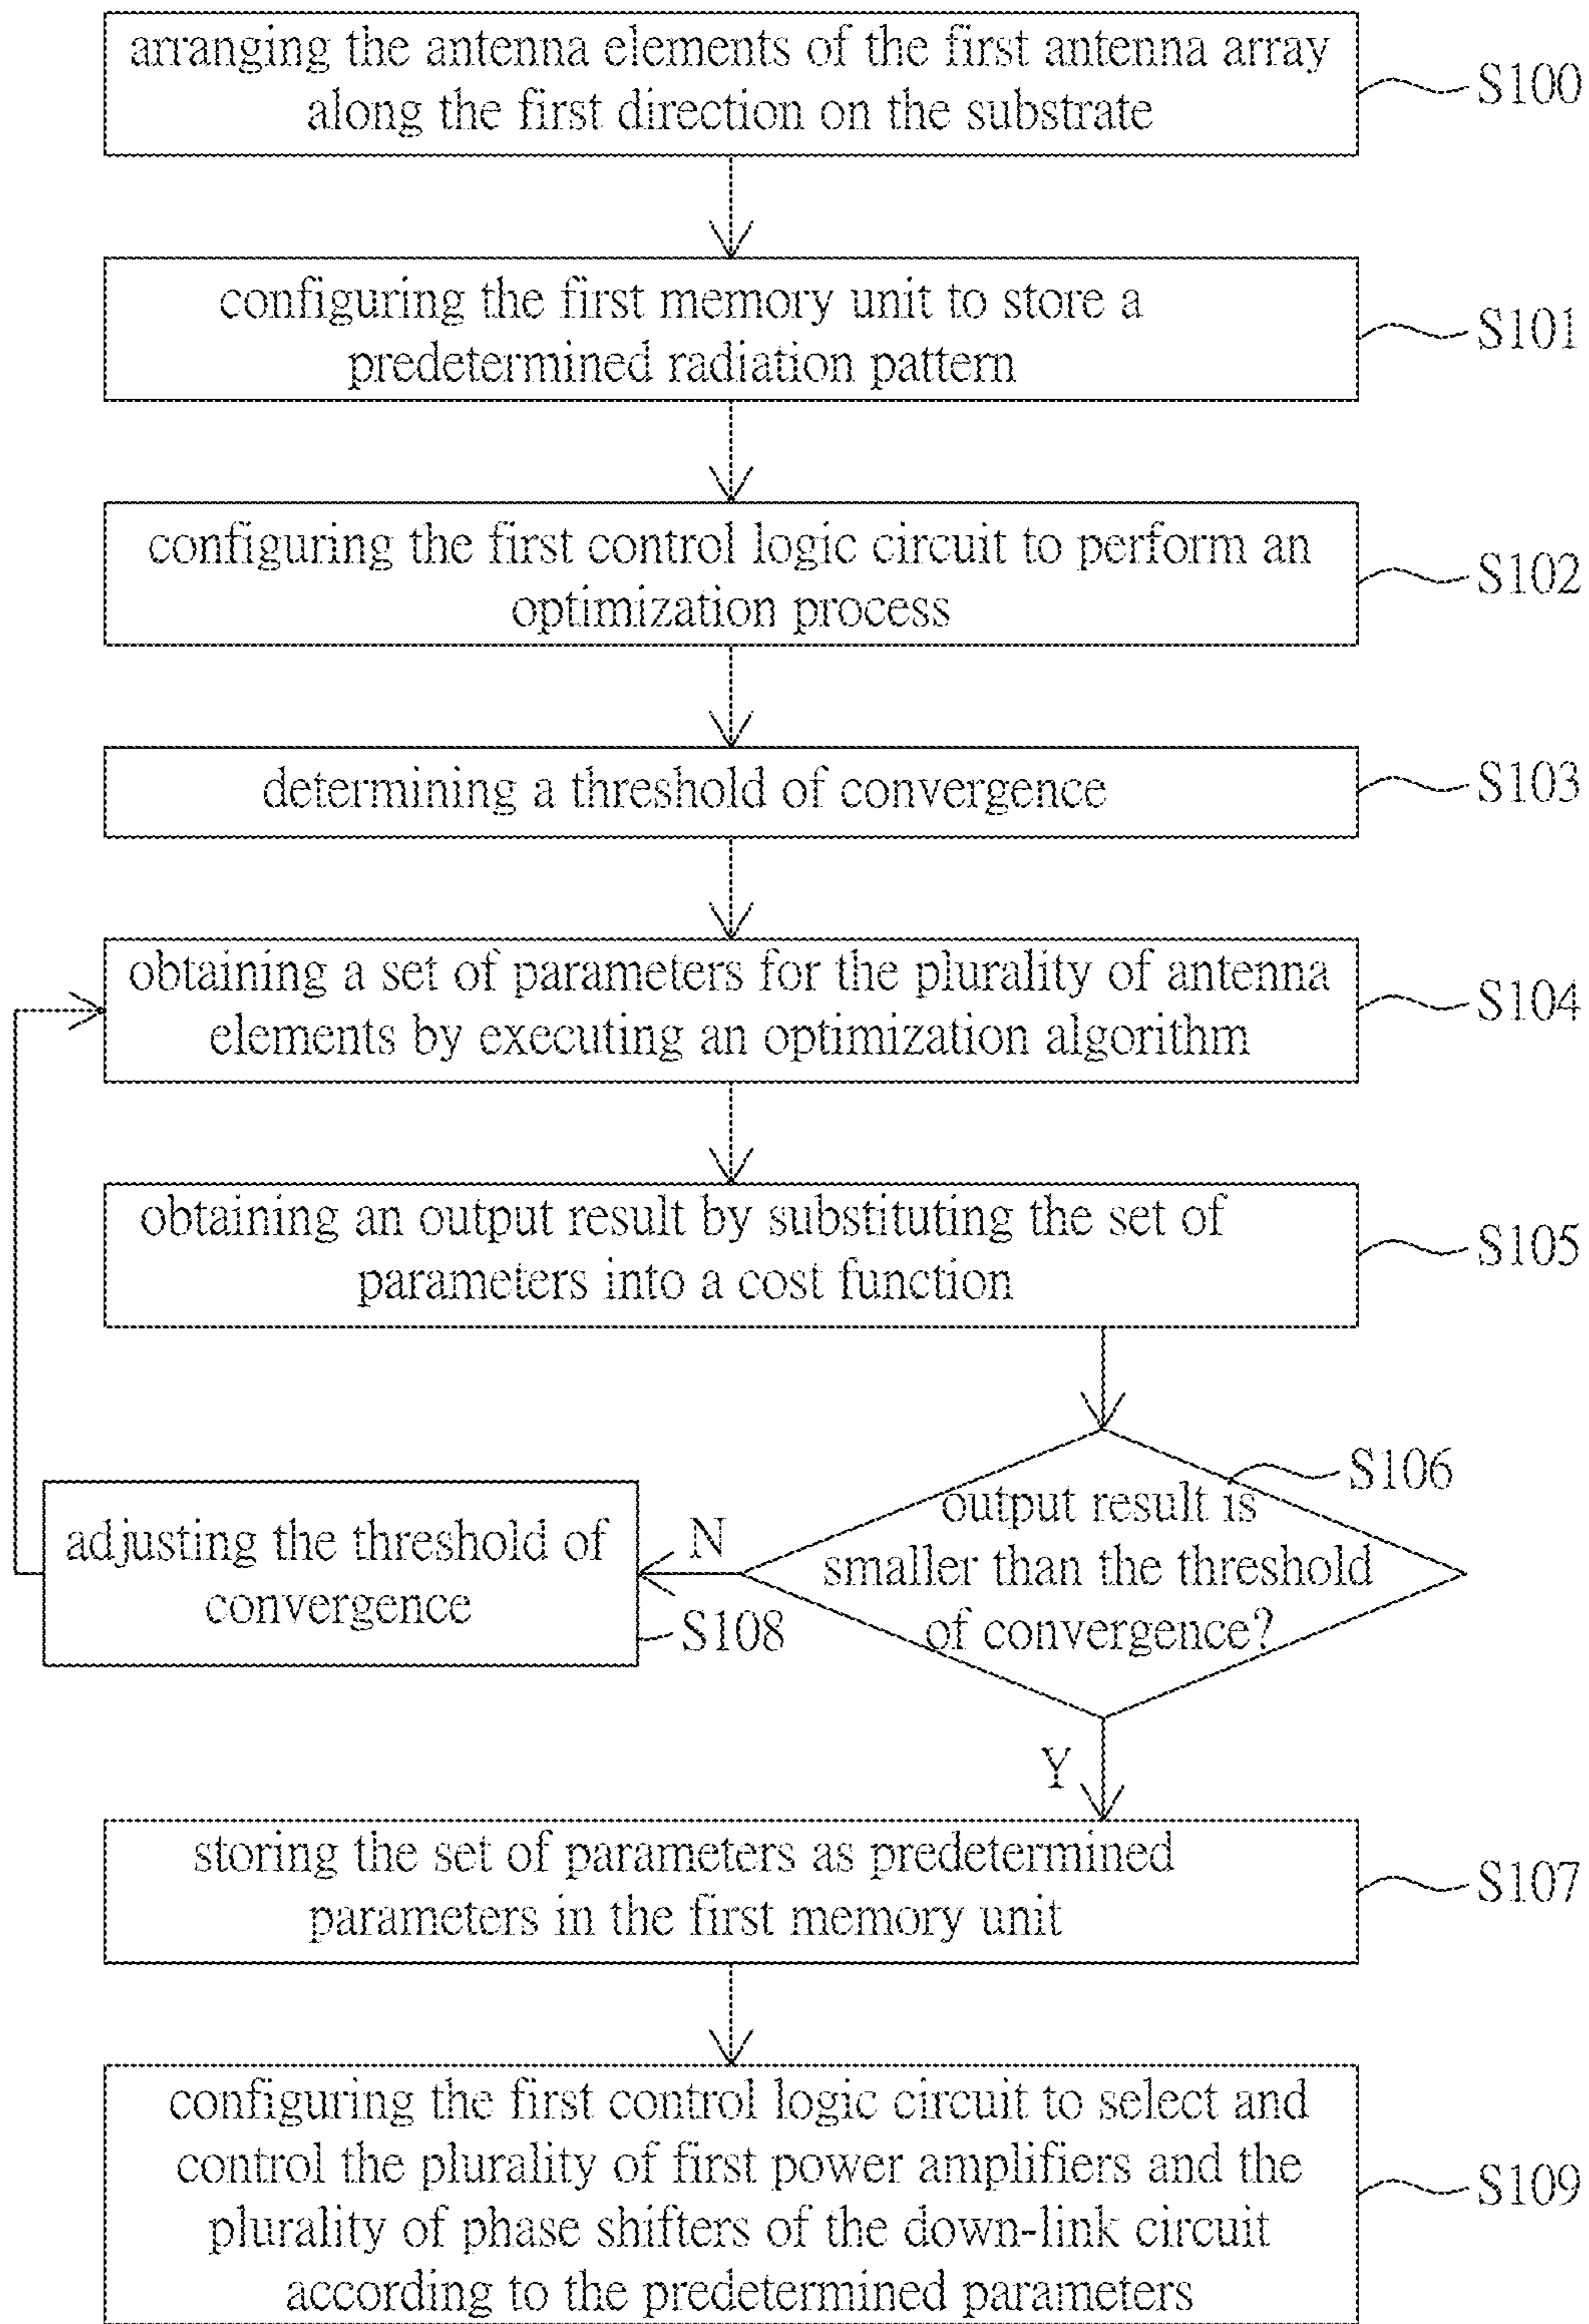 arranging the antenna elements of the first antenna array
along the first direction on the substrate
S100
configuring the first memory unit to store a
predetermined radiation pattern
S101
configuring the first control logic circuit to perform an
optimization process
S102
determining a threshold of convergence
S103
obtaining a set of parameters for the plurality of antenna
elements by executing an optimization algorithm
S104
obtaining an output result by substituting the set of
parameters into a cost function
S105
output result is
smaller than the threshold
of convergence?
S106
N
adjusting the threshold of
convergence
S108
Y
storing the set of parameters as predetermined
parameters in the first memory unit
S107
configuring the first control logic circuit to select and
control the plurality of first power amplifiers and the
plurality of phase shifters of the down-link circuit
according to the predetermined parameters
S109